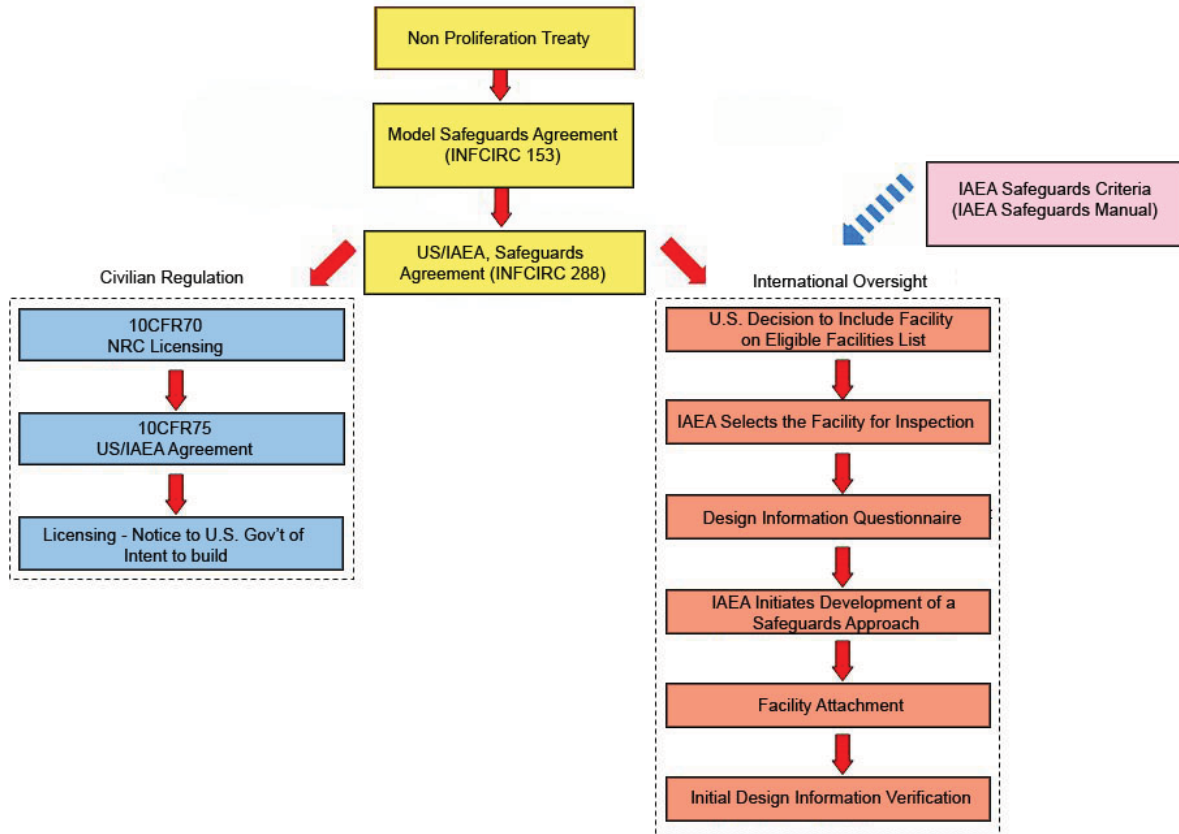 Non Proliferation Treaty
Model Safeguards Agreement
(INFCIRC 153)
IAEA Safeguards Criteria
(IAEA Safeguards Manual)
US/IAEA, Safeguards
Agreement (INFCIRC 288)
Civilian Regulation
10CFR70
NRC Licensing
10CFR75
US/IAEA Agreement
Licensing - Notice to U.S. Gov't of
Intent to build
International Oversight
U.S. Decision to Include Facility
on Eligible Facilities List
IAEA Selects the Facility for Inspection
Design Information Questionnaire
IAEA Initiates Development of a
Safeguards Approach
Facility Attachment
Initial Design Information Verification